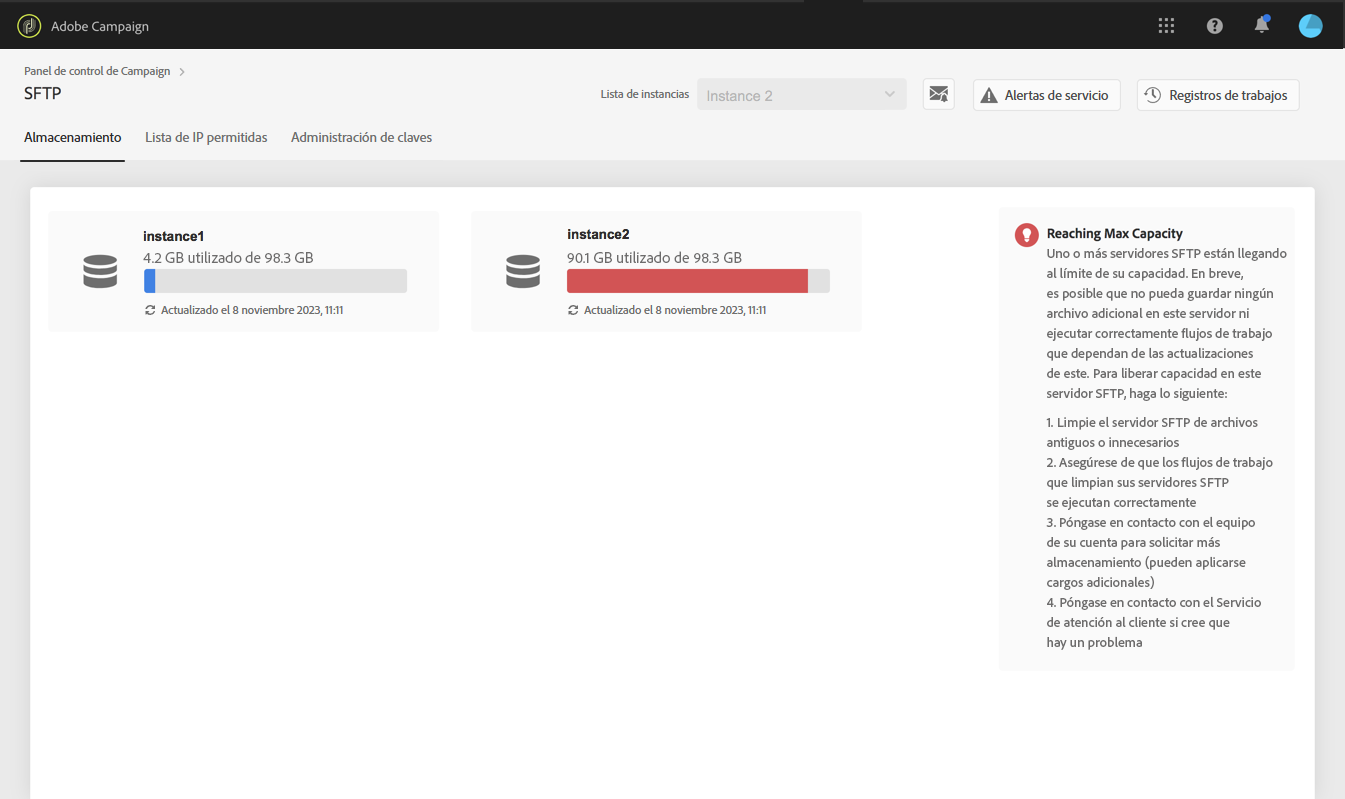 Adobe Campaign
Panel de control de Campaign
SFTP
Lista de instancias
Instance 2
Alertas de servicio
Registros de trabajos
Almacenamiento
Lista de IP permitidas
Administración de claves
instance1
4.2 GB utilizado de 98.3 GB
Actualizado el 8 noviembre 2023, 11:11
instance2
90.1 GB utilizado de 98.3 GB
Actualizado el 8 noviembre 2023, 11:11
Reaching Max Capacity
Uno o más servidores SFTP están llegando
al límite de su capacidad. En breve,
es posible que no pueda guardar ningún
archivo adicional en este servidor ni
ejecutar correctamente flujos de trabajo
que dependan de las actualizaciones
de este. Para liberar capacidad en este
servidor SFTP, haga lo siguiente:
1. Limpie el servidor SFTP de archivos
antiguos o innecesarios
2. Asegúrese de que los flujos de trabajo
que limpian sus servidores SFTP
se ejecutan correctamente
3. Póngase en contacto con el equipo
de su cuenta para solicitar más
almacenamiento (pueden aplicarse
cargos adicionales)
4. Póngase en contacto con el Servicio
de atención al cliente si cree que
hay un problema